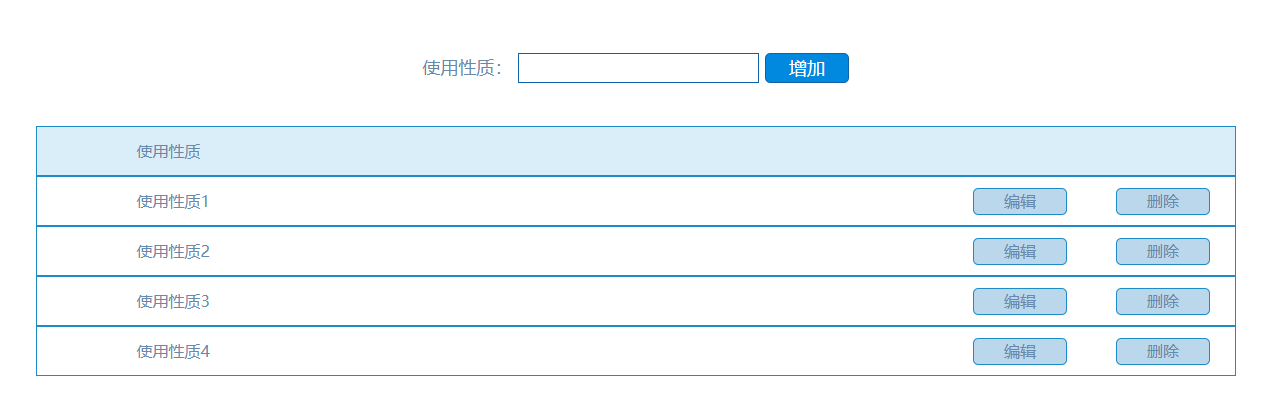 使用性质： 增加
使用性质
使用性质1 编辑 删除
使用性质2 编辑 删除
使用性质3 编辑 删除
使用性质4 编辑 删除